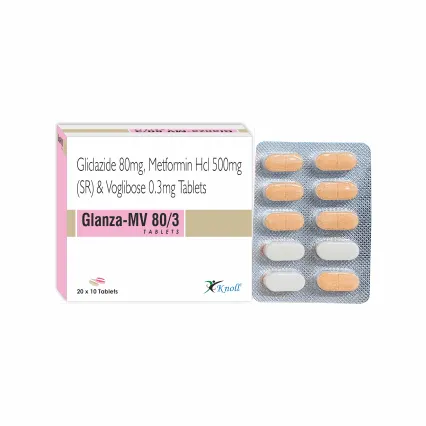 Gliclazide 80mg, Metformin Hcl 500mg
(SR) & Voglibose 0.3mg Tablets
Glanza-MV 80/3
TABLETS
20 x 10 Tablets
Knoll